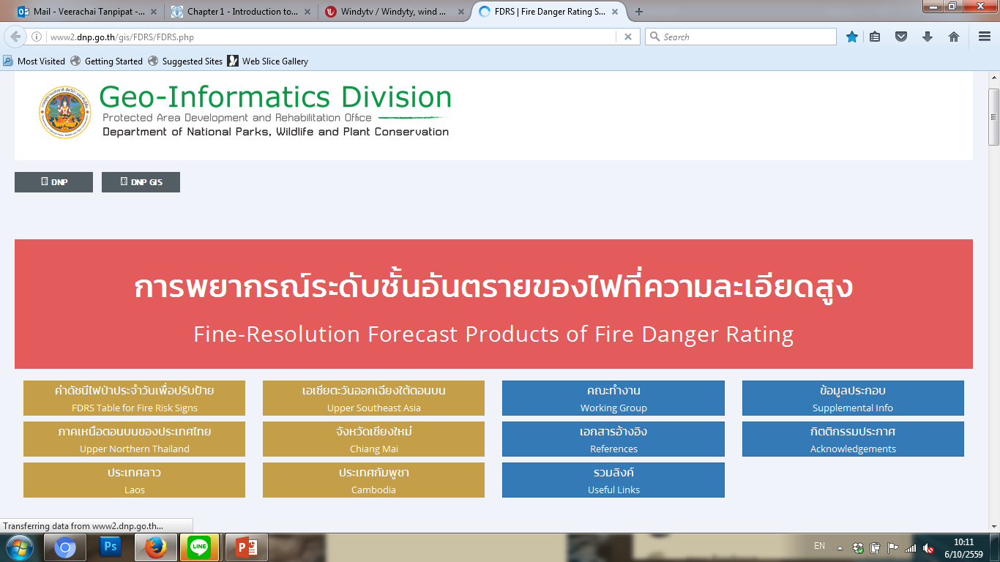 Mail - Veerachai Tanpipat -...
Chapter 1 - Introduction to...
Windytv / Windyty, wind ...
FDRS | Fire Danger Rating S...
www2.dnp.go.th/gis/FDRS/FDRS.php
Search
Most Visited
Getting Started
Suggested Sites
Web Slice Gallery
Geo-Informatics Division
Protected Area Development and Rehabilitation Office
Department of National Parks, Wildlife and Plant Conservation
DNP
DNP GIS
การพยากรณ์ระดับชั้นอันตรายของไฟที่ความละเอียดสูง
Fine-Resolution Forecast Products of Fire Danger Rating
ค่าดัชนีไฟป่าประจำวันเพื่อปรับป้าย
FDRS Table for Fire Risk Signs
เอเซียตะวันออกเฉียงใต้ตอนบน
Upper Southeast Asia
คณะทำงาน
Working Group
ข้อมูลประกอบ
Supplemental Info
ภาคเหนือตอนบนของประเทศไทย
Upper Northern Thailand
จังหวัดเชียงใหม่
Chiang Mai
เอกสารอ้างอิง
References
กิตติกรรมประกาศ
Acknowledgements
ประเทศลาว
Laos
ประเทศกัมพูชา
Cambodia
รวมลิงค์
Useful Links
Transferring data from www2.dnp.go.th...
Ps
LINE
EN
10:11
6/10/2559